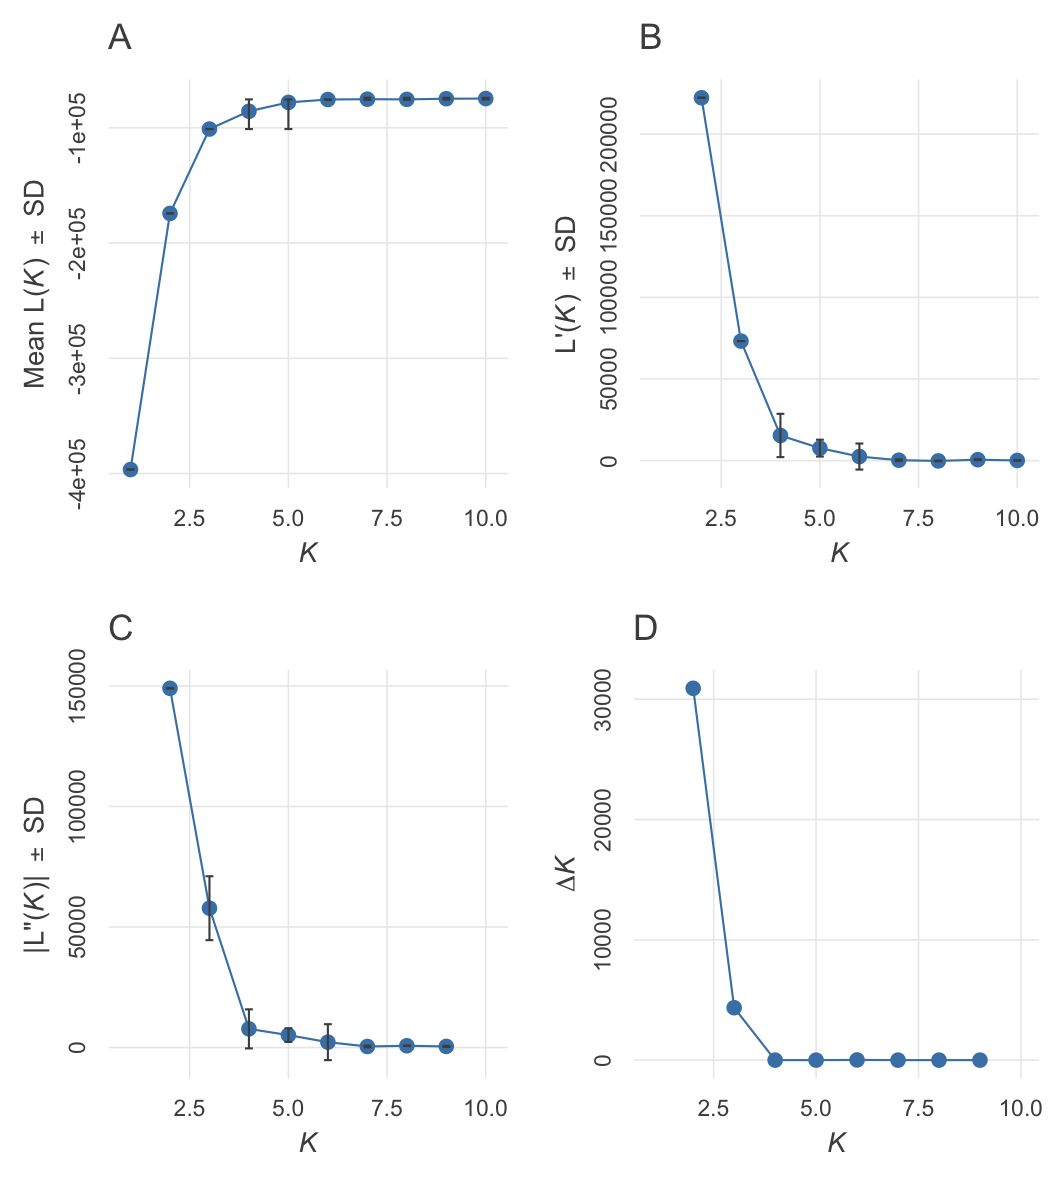 A
Mean L(K) ± SD
-1e+05
-2e+05
-3e+05
-4e+05
2.5 5.0 7.5 10.0
K
B
L'(K) ± SD
200000
150000
100000
50000
0
2.5 5.0 7.5 10.0
K
C
|L"(K)| ± SD
150000
100000
50000
0
2.5 5.0 7.5 10.0
K
D
ΔK
30000
20000
10000
0
2.5 5.0 7.5 10.0
K